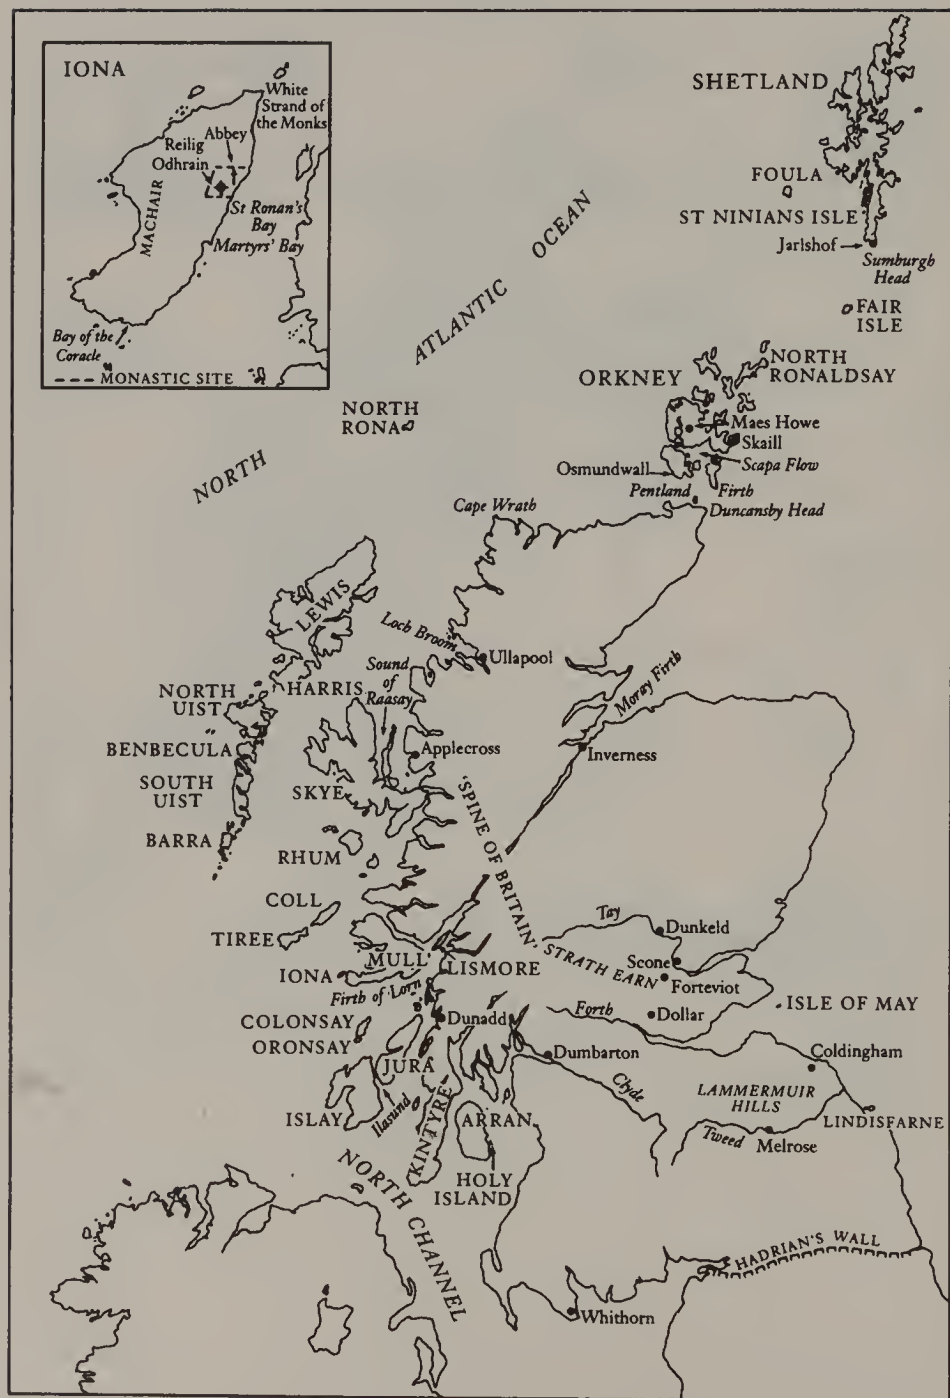 IONA
White
Strand of
the Monks
Abbey
Reilig
Odhrain
MACHAIR
St Ronan's
Bay
Martyrs' Bay
Bay of the
Coracle
MONASTIC SITE
SHETLAND
FOULA
ST NINIANS ISLE
Jarlshof
Sumburgh
Head
FAIR
ISLE
NORTH ATLANTIC OCEAN
ORKNEY
NORTH
RONALDSAY
NORTH
RONA
Maes Howe
Skaill
Osmundwall
Scapa Flow
Pentland Firth
Cape Wrath
Duncansby Head
LEWIS
Loch Broom
Ullapool
Sound
of
Raasay
HARRIS
Moray Firth
NORTH
UIST
BENBECULA
Applecross
Inverness
SOUTH
UIST
SKYE
'SPINE OF BRITAIN'
BARRA
RHUM
COLL
TIREE
Tay
Dunkeld
MULL
LISMORE
STRATH EARN
Scone
IONA
Forteviot
Firth of Lorn
ISLE OF MAY
COLONSAY
Dunadd
Forth
Dollar
ORONSAY
Dumbarton
Coldingham
JURA
Clyde
LAMMERMUIR
HILLS
ISLAY
Ilasund
KINTYRE
ARRAN
LINDISFARNE
Tweed
Melrose
HOLY
ISLAND
NORTH CHANNEL
HADRIAN'S WALL
Whithorn